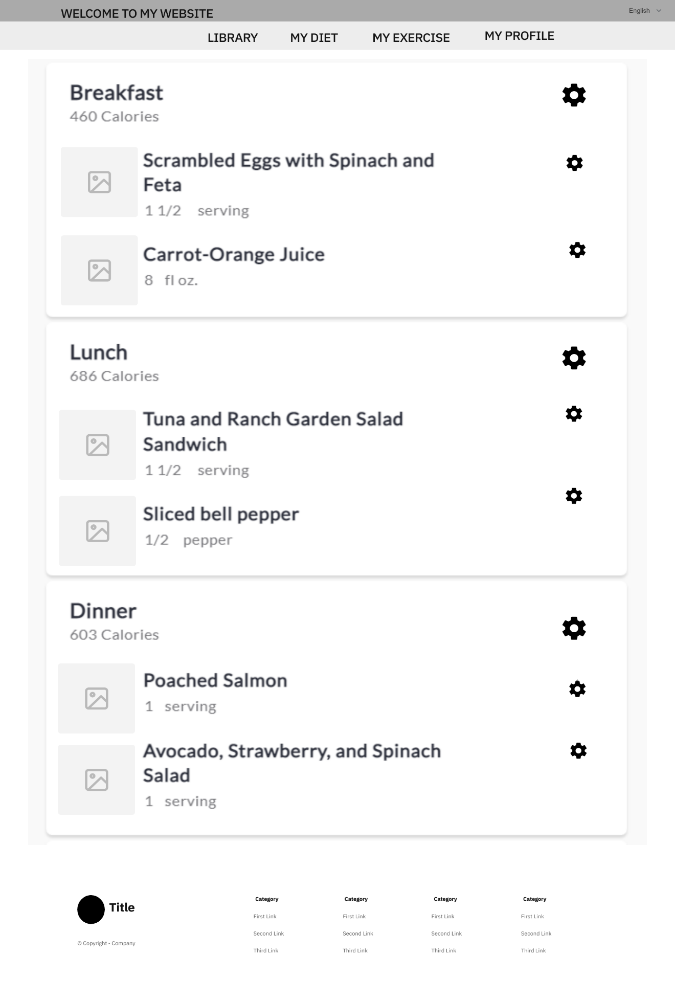 WELCOME TO MY WEBSITE
English
LIBRARY MY DIET MY EXERCISE MY PROFILE
Breakfast
460 Calories
Scrambled Eggs with Spinach and
Feta
1 1/2 serving
Carrot-Orange Juice
8 fl oz.
Lunch
686 Calories
Tuna and Ranch Garden Salad
Sandwich
1 1/2 serving
Sliced bell pepper
1/2 pepper
Dinner
603 Calories
Poached Salmon
1 serving
Avocado, Strawberry, and Spinach
Salad
1 serving
Title
© Copyright - Company
Category
First Link
Second Link
Third Link
Category
First Link
Second Link
Third Link
Category
First Link
Second Link
Third Link
Category
First Link
Second Link
Third Link